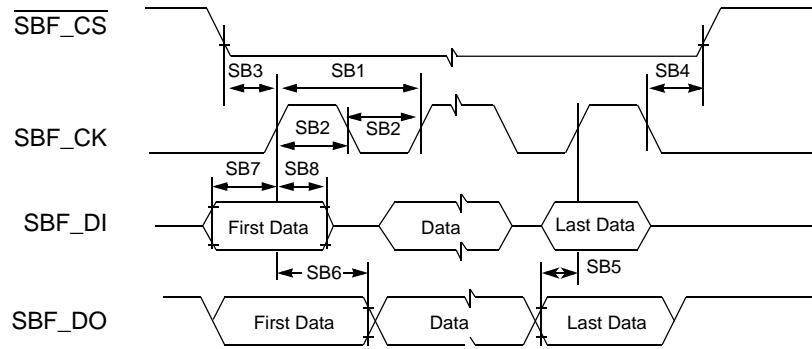 SBF_CS
SB3
SB1
SB4
SBF_CK
SB2
SB2
SB7
SB8
SBF_DI
First Data
Data
Last Data
SB6
SB5
SBF_DO
First Data
Data
Last Data